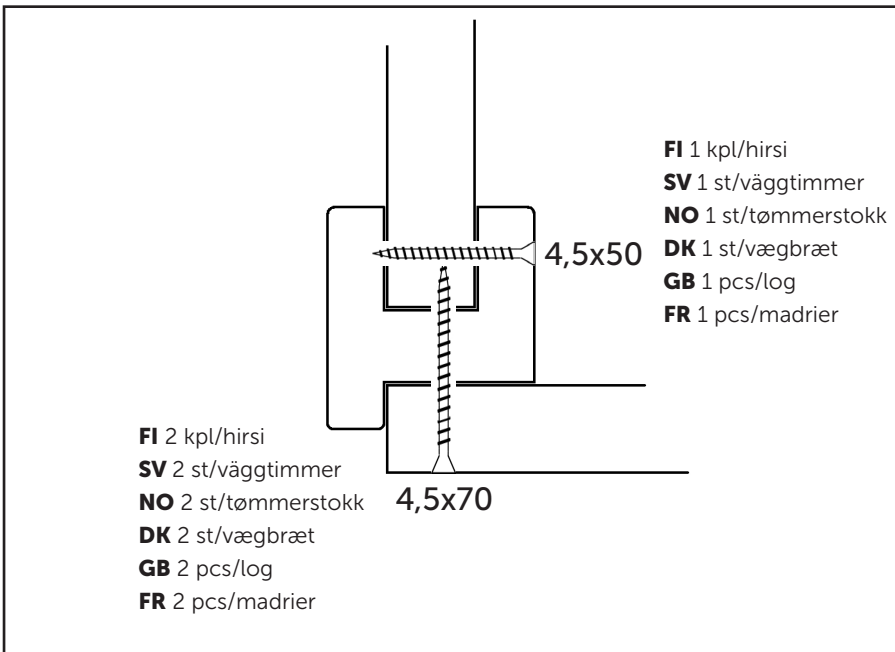 FI 1 kpl/hirsi
SV 1 st/väggtimmer
NO 1 st/tømmerstokk
DK 1 st/vægbræt
GB 1 pcs/log
FR 1 pcs/madrier
4,5x50
FI 2 kpl/hirsi
SV 2 st/väggtimmer
NO 2 st/tømmerstokk
DK 2 st/vægbræt
GB 2 pcs/log
FR 2 pcs/madrier
4,5x70